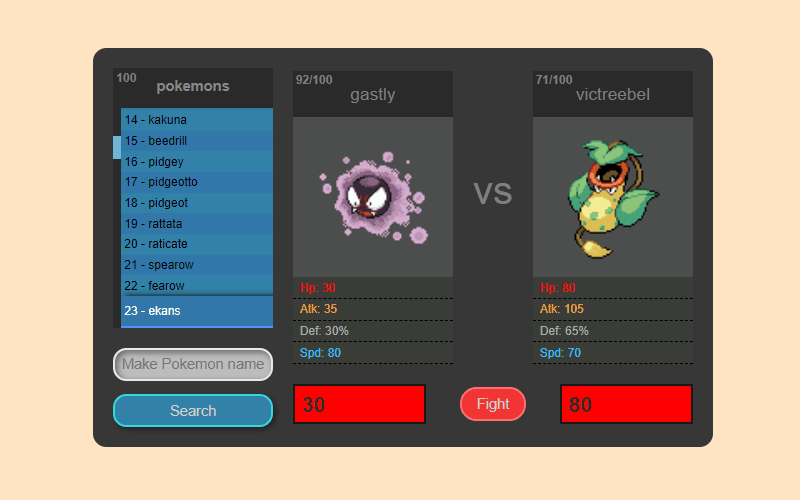 100
pokemons
14 - kakuna
15 - beedrill
16 - pidgey
17 - pidgeotto
18 - pidgeot
19 - rattata
20 - raticate
21 - spearow
22 - fearow
23 - ekans
Make Pokemon name
Search
92/100
gastly
Hp: 30
Atk: 35
Def: 30%
Spd: 80
30
vs
Fight
71/100
victreebel
Hp: 80
Atk: 105
Def: 65%
Spd: 70
80